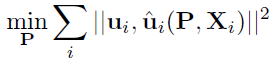 min_P ∑_i ||u_i, û_i(P, X_i)||^2